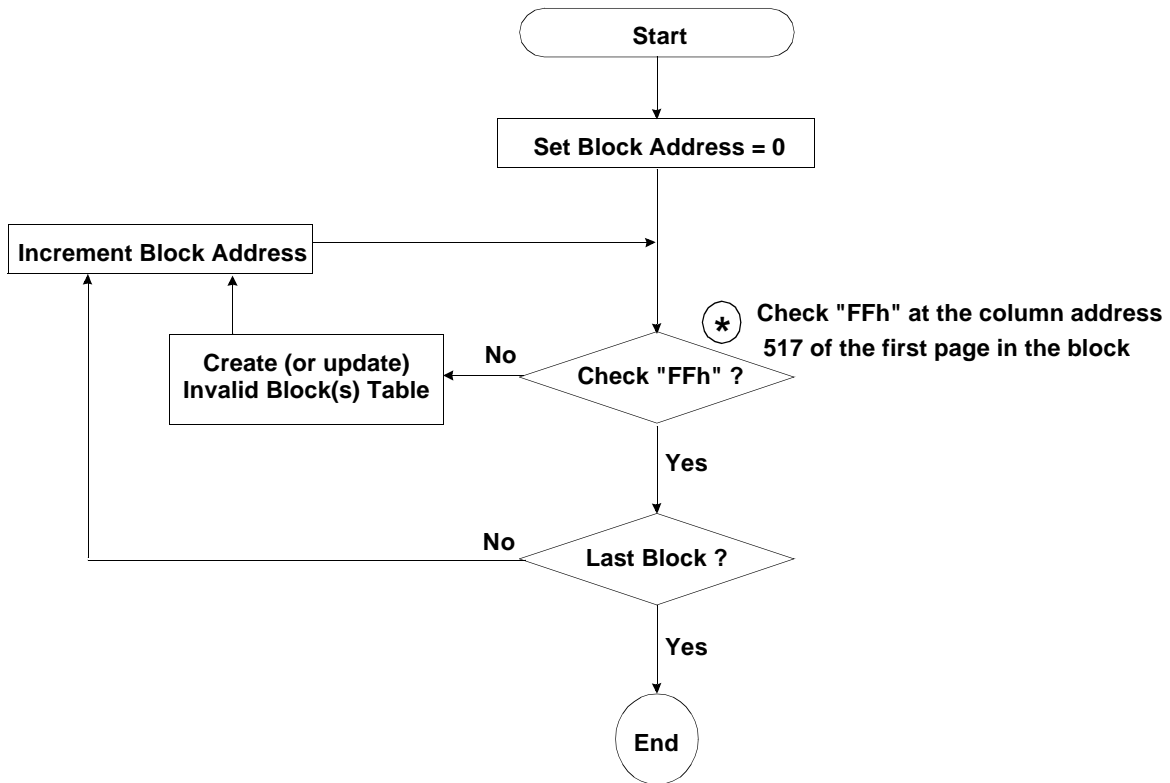 Start
Set Block Address = 0
Increment Block Address
* Check "FFh" at the column address
517 of the first page in the block
No
Create (or update)
Invalid Block(s) Table
Check "FFh" ?
Yes
No
Last Block ?
Yes
End